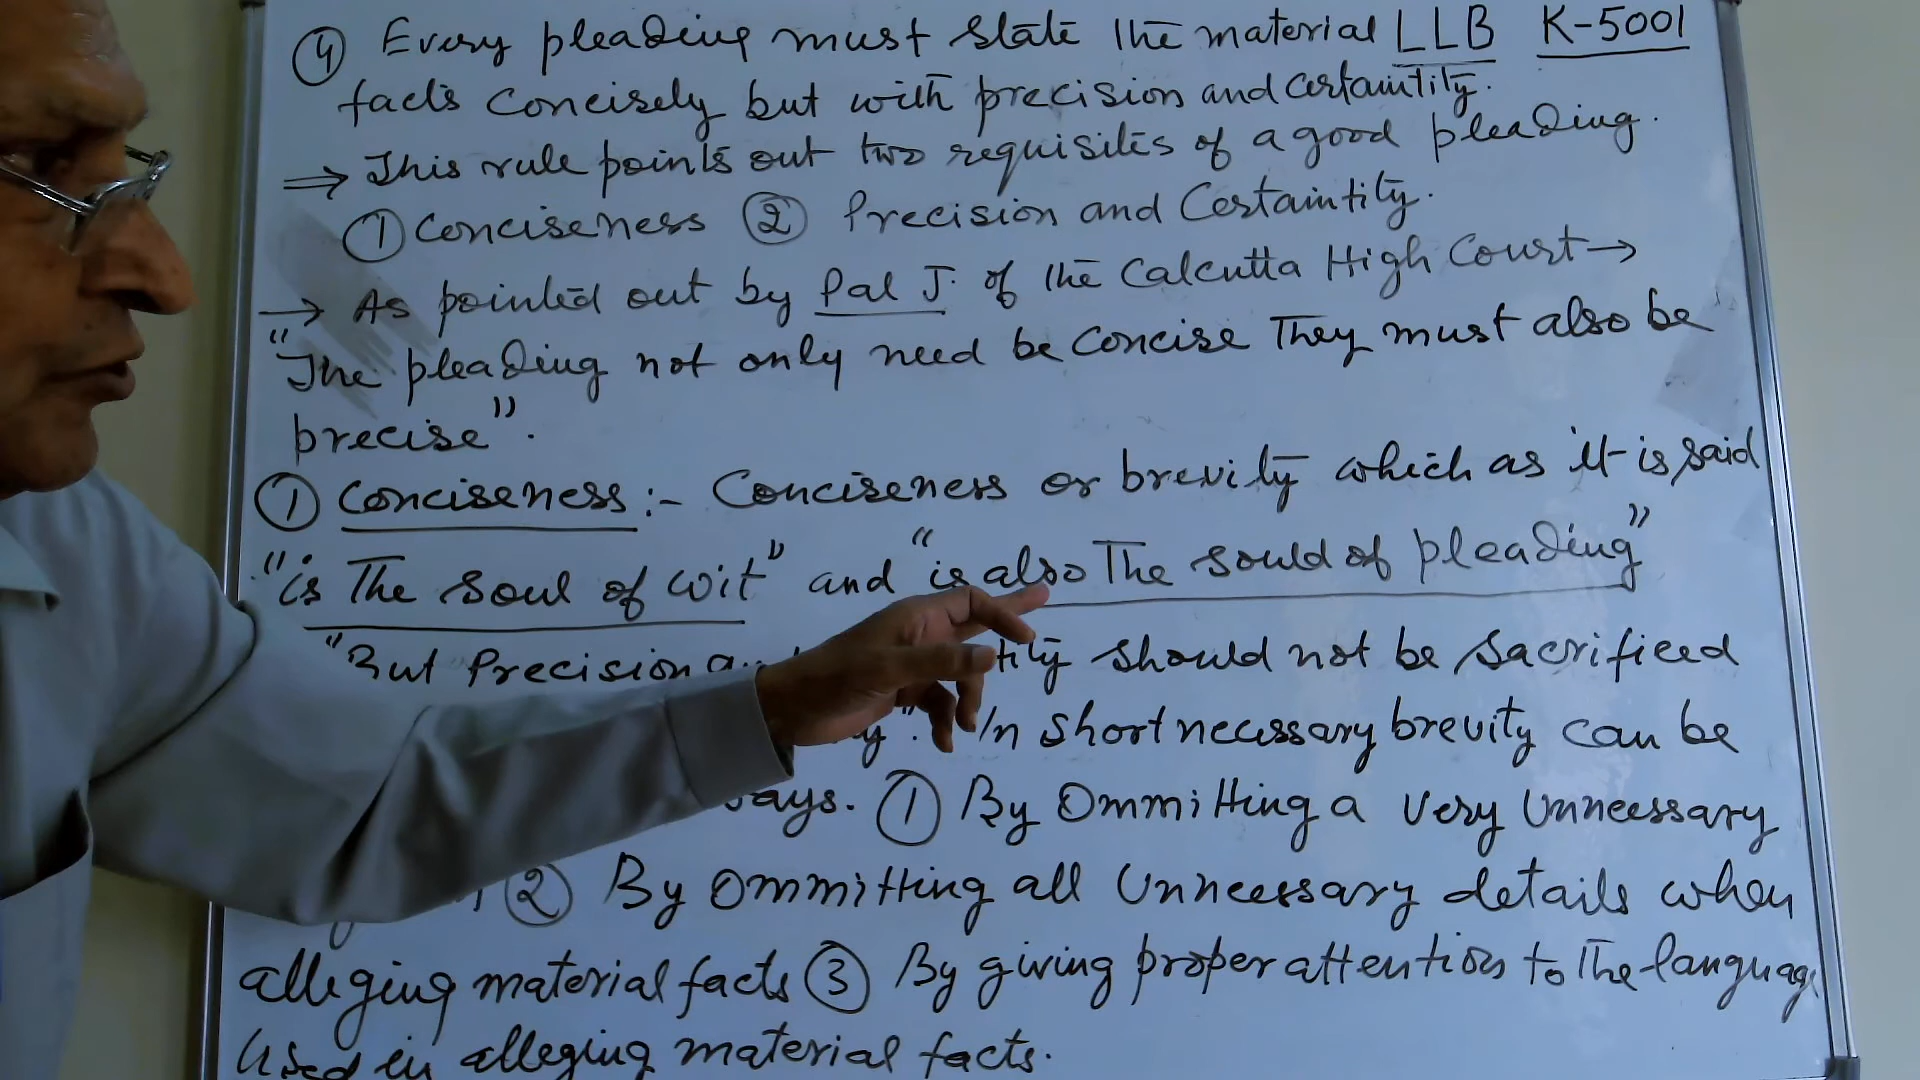 ④ Every pleading must state the material LLB K-5001
facts concisely but with precision and certaintity.
⇒ This rule points out two requisites of a good pleading.
① Conciseness ② Precision and Certaintity.
→ As pointed out by Pal J. of the Calcutta High Court →
"The pleading not only need be concise They must also be
precise".
① Conciseness :- Conciseness or brevity which as it is said
"is The soul of wit" and "is also The sould of pleading"
"But Precision should not be sacrificed
In short necessary brevity can be
① By Ommitting a very Unnecessary
② By Ommitting all Unnecessary details when
alleging material facts ③ By giving proper attention to The language
Used in alleging material facts.